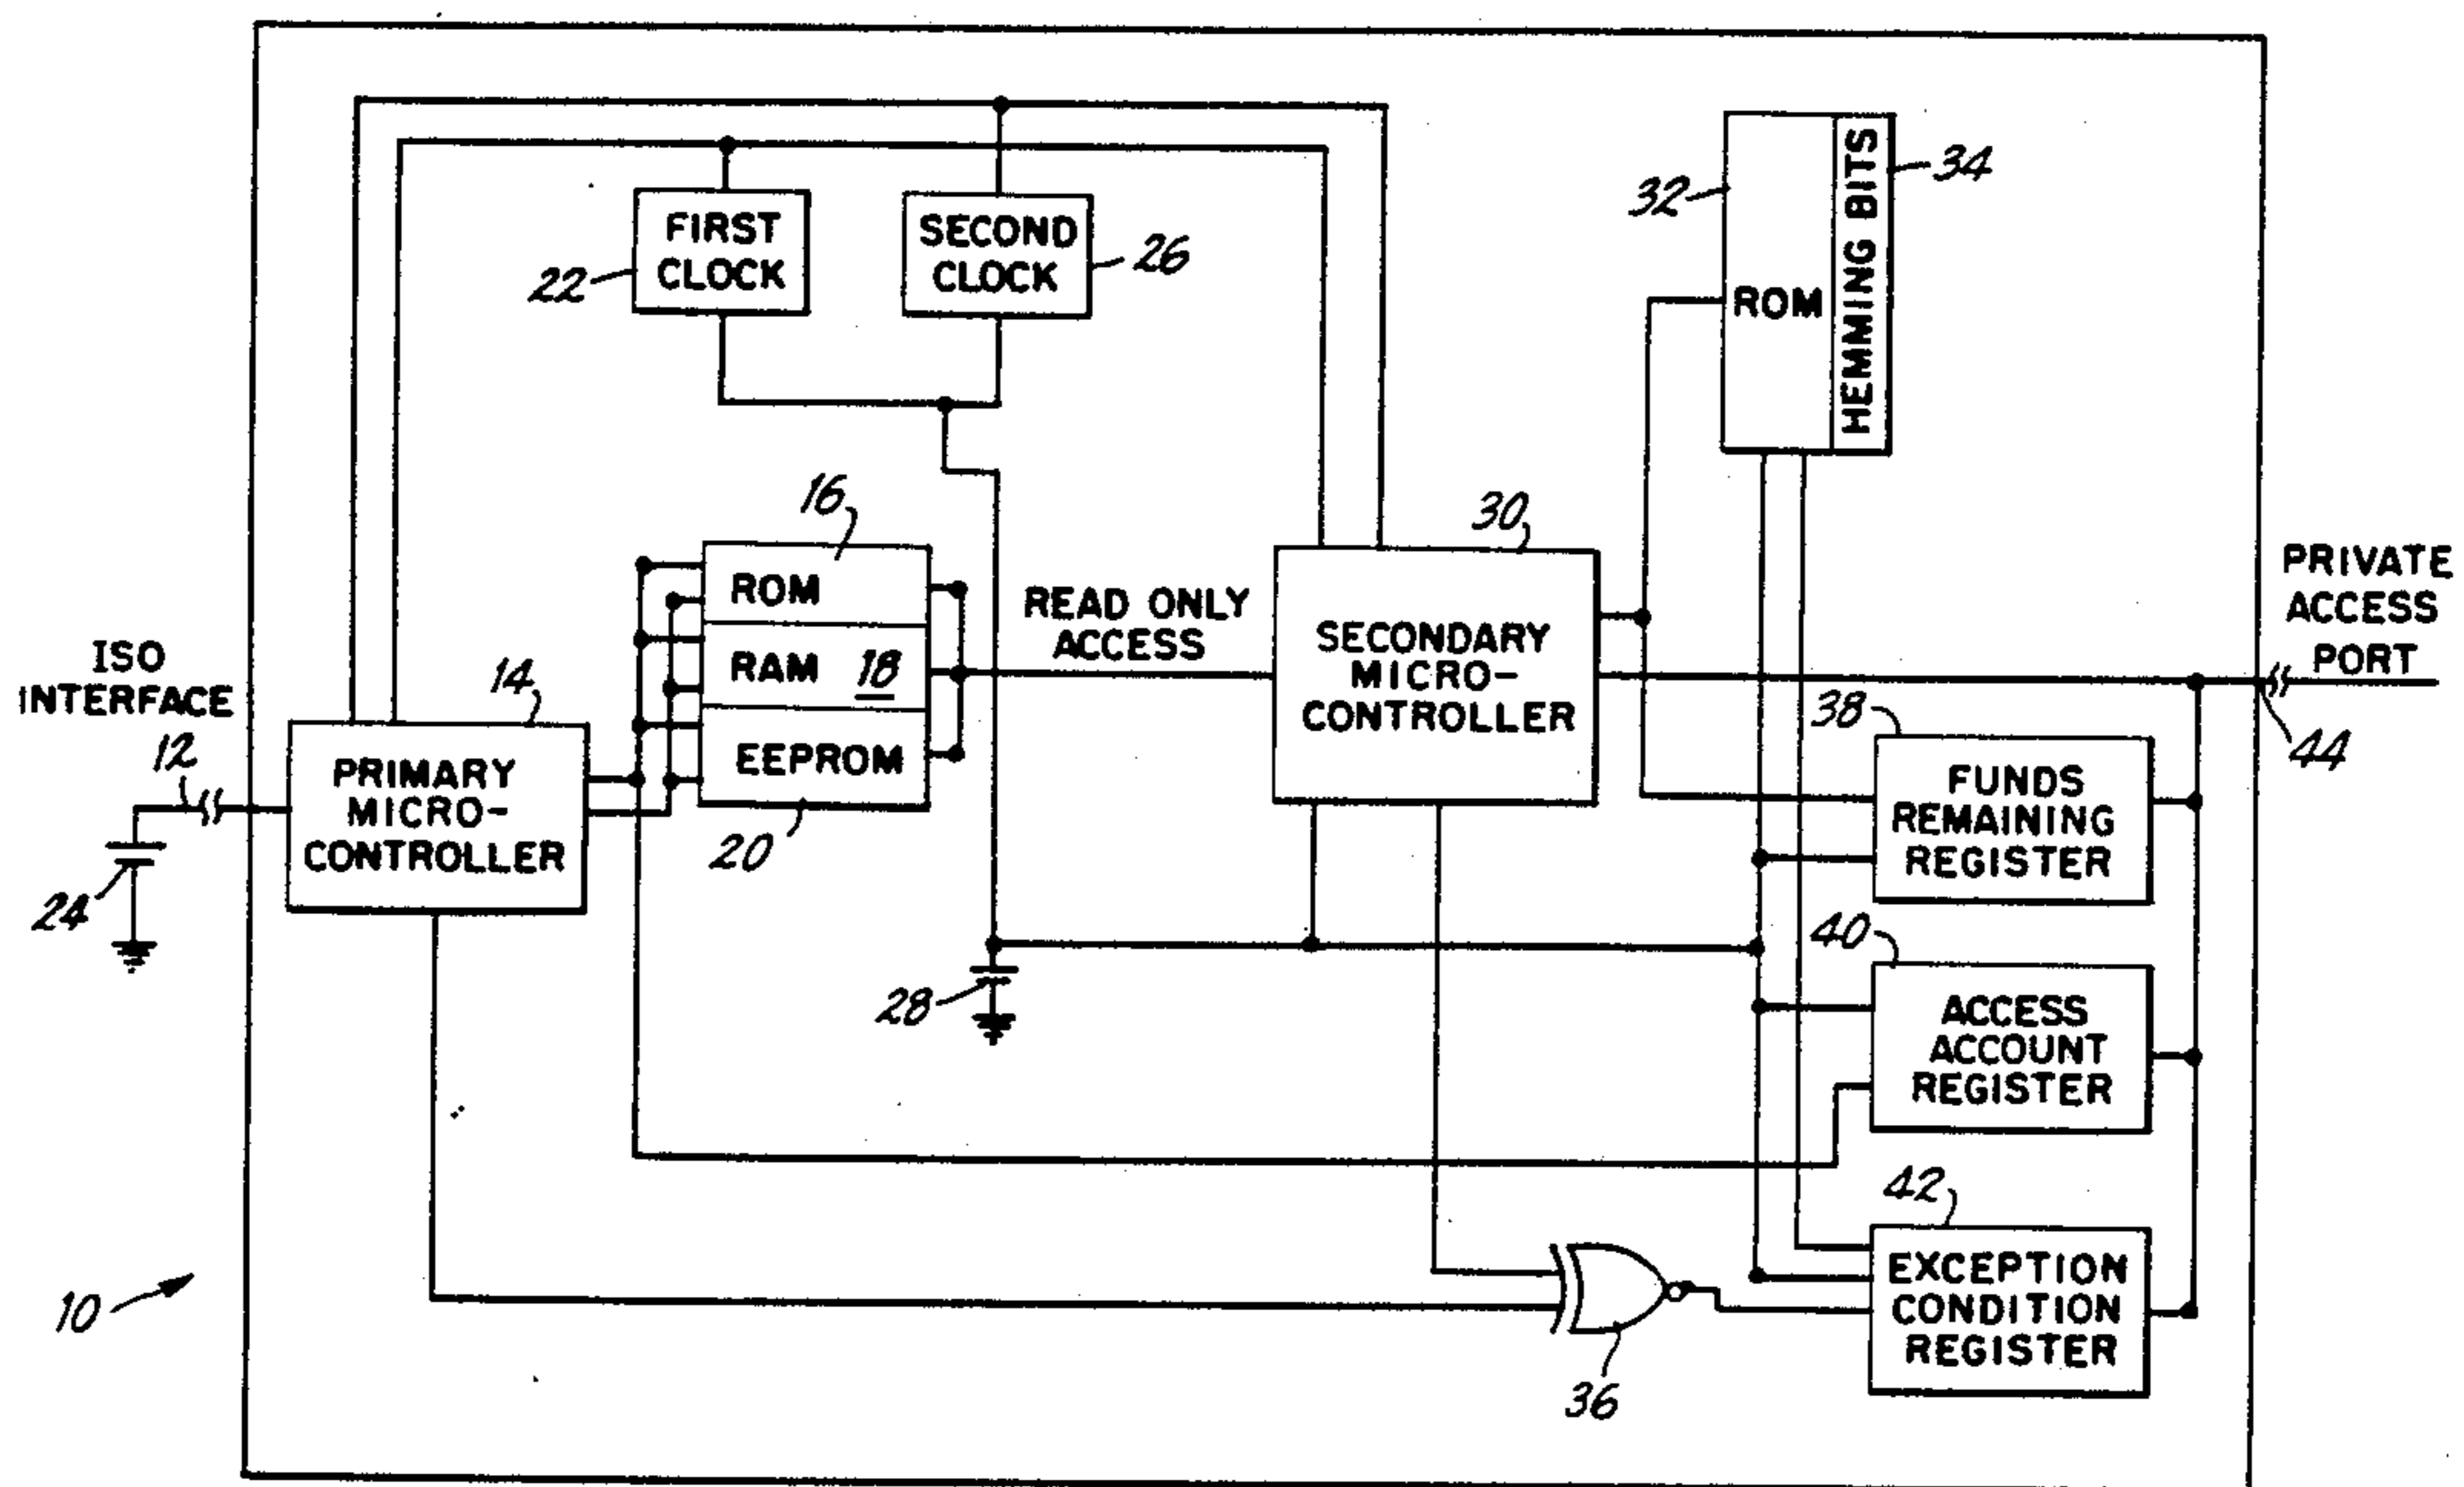 FIRST
CLOCK
22
SECOND
CLOCK
26
32
ROM
HEMMING BITS
34
16
ROM
RAM 18
EEPROM
20
READ ONLY
ACCESS
30
SECONDARY
MICRO-
CONTROLLER
PRIVATE
ACCESS
PORT
44
ISO
INTERFACE
12
14
PRIMARY
MICRO-
CONTROLLER
24
28
38
FUNDS
REMAINING
REGISTER
40
ACCESS
ACCOUNT
REGISTER
42
EXCEPTION
CONDITION
REGISTER
36
10